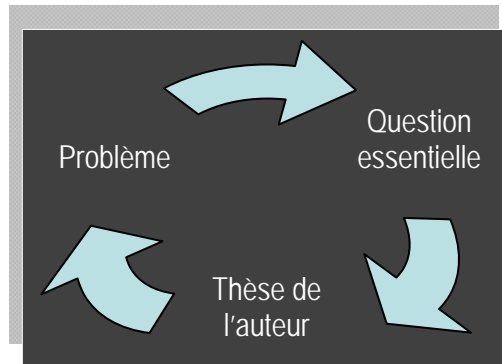 Problème
Question
essentielle
Thèse de
l'auteur